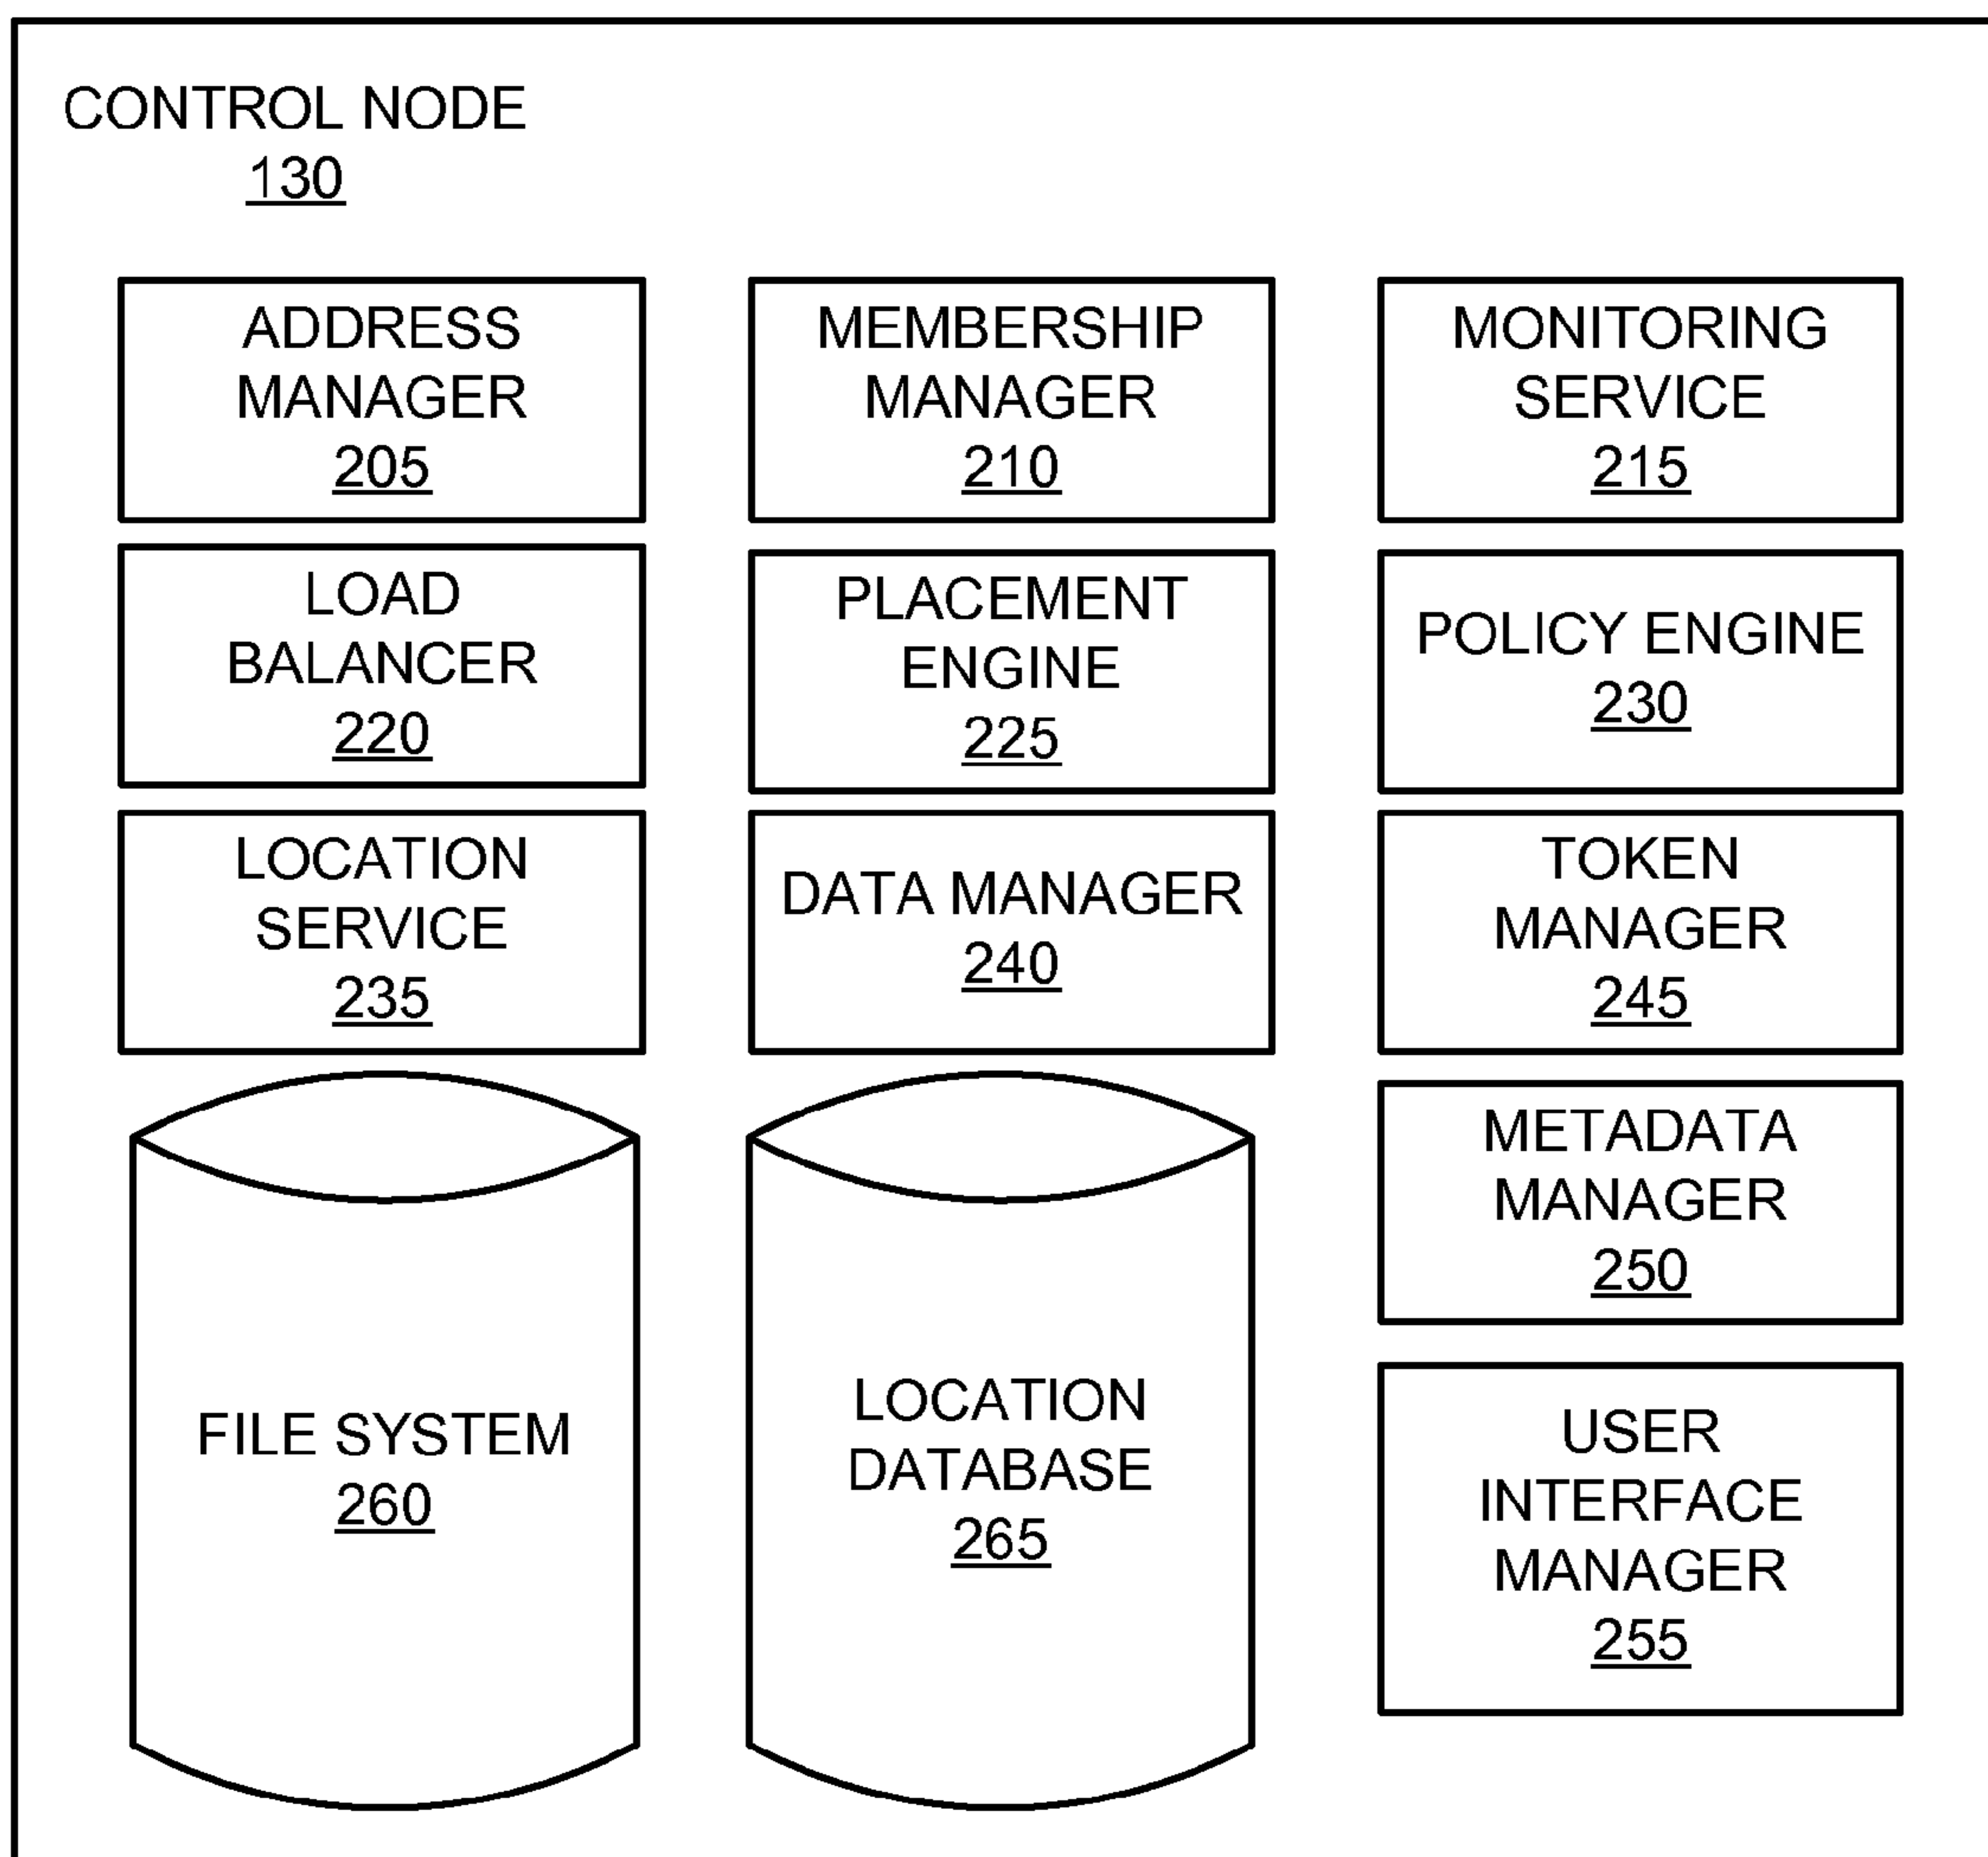 CONTROL NODE
130
ADDRESS
MANAGER
205
MEMBERSHIP
MANAGER
210
MONITORING
SERVICE
215
LOAD
BALANCER
220
PLACEMENT
ENGINE
225
POLICY ENGINE
230
LOCATION
SERVICE
235
DATA MANAGER
240
TOKEN
MANAGER
245
FILE SYSTEM
260
LOCATION
DATABASE
265
METADATA
MANAGER
250
USER
INTERFACE
MANAGER
255